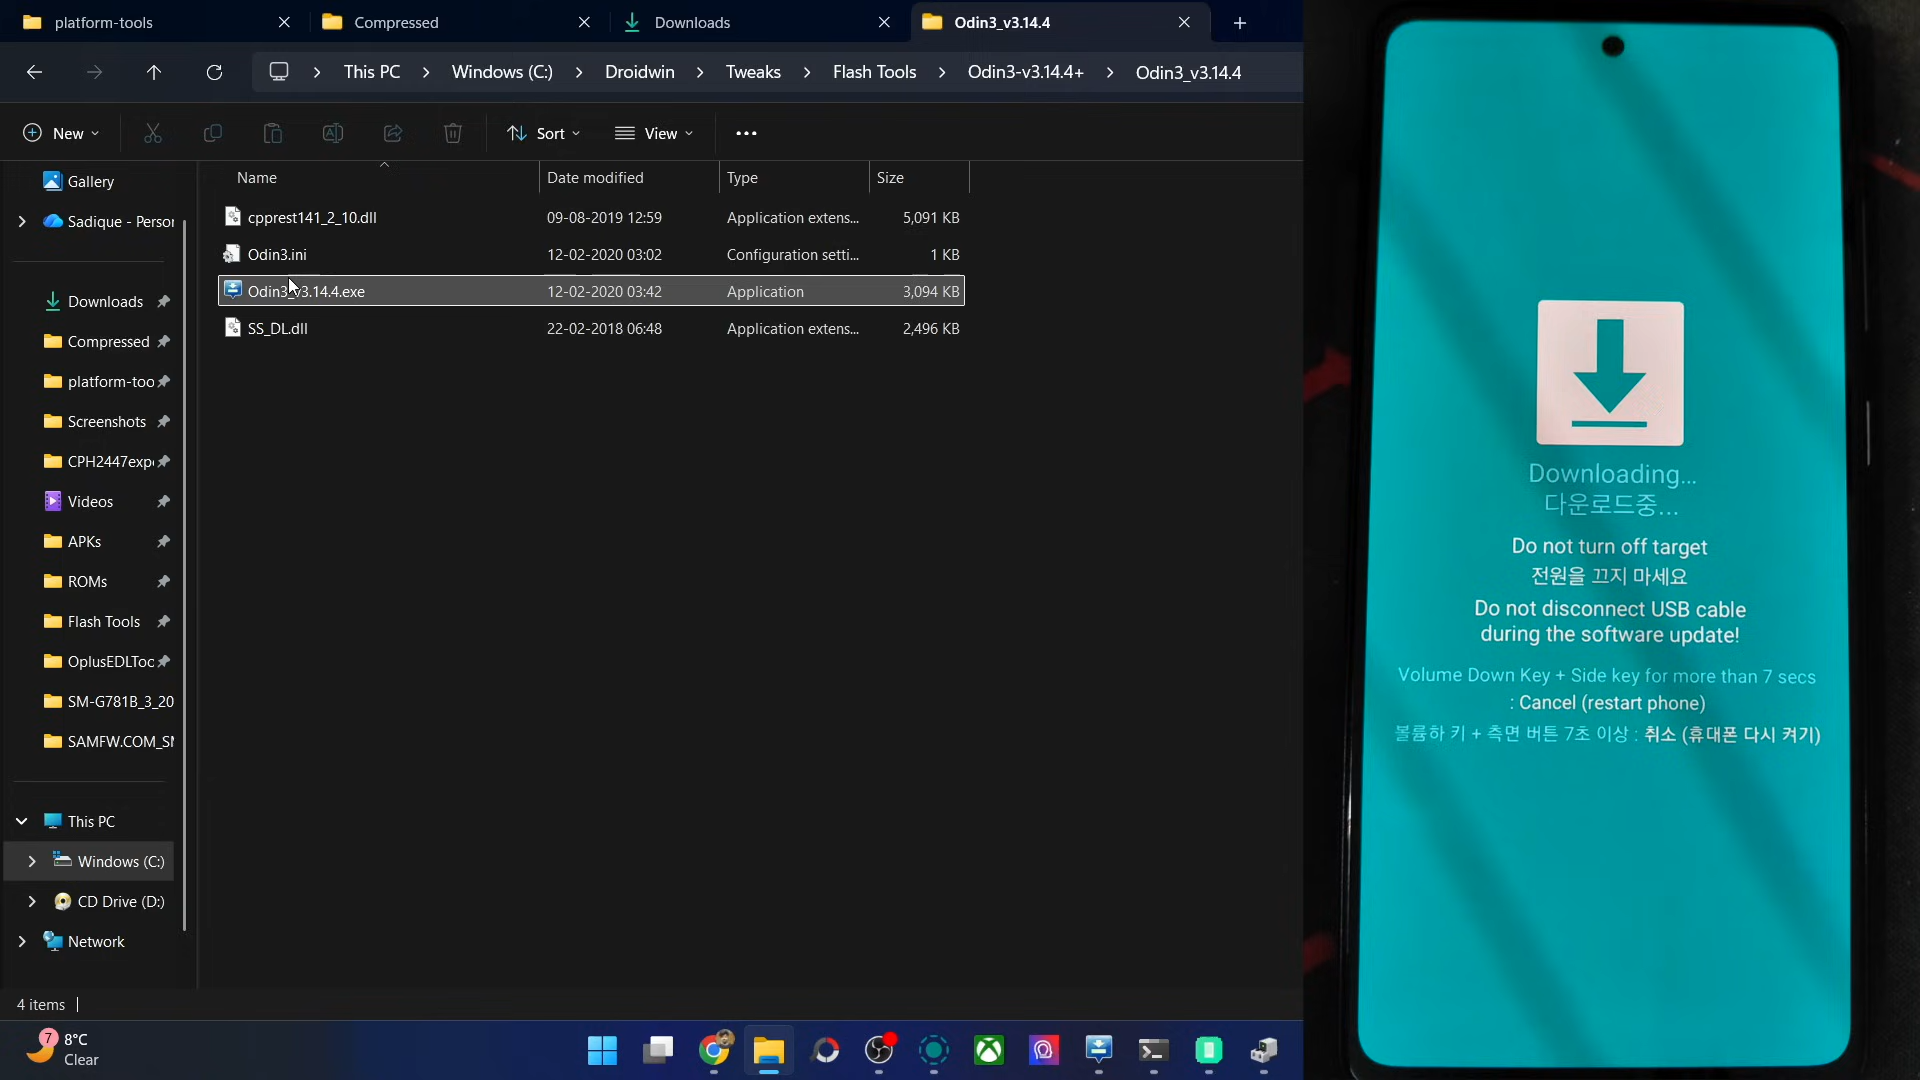 platform-tools
Compressed
Downloads
Odin3_v3.14.4
This PC
Windows (C:)
Droidwin
Tweaks
Flash Tools
Odin3-v3.14.4+
Odin3_v3.14.4
New
Sort
View
Gallery
Sadique - Person
Downloads
Compressed
platform-too
Screenshots
CPH2447expo
Videos
APKs
ROMs
Flash Tools
OplusEDLToo
SM-G781B_3_20
SAMFW.COM_SM
This PC
Windows (C:)
CD Drive (D:)
Network
Name
Date modified
Type
Size
cpprest141_2_10.dll
09-08-2019 12:59
Application extens...
5,091 KB
Odin3.ini
12-02-2020 03:02
Configuration setti...
1 KB
Odin3_v3.14.4.exe
12-02-2020 03:42
Application
3,094 KB
SS_DL.dll
22-02-2018 06:48
Application extens...
2,496 KB
4 items
7
8°C
Clear
Downloading...
다운로드중...
Do not turn off target
전원을 끄지 마세요
Do not disconnect USB cable
during the software update!
Volume Down Key + Side key for more than 7 secs
: Cancel (restart phone)
볼륨하 키 + 측면 버튼 7초 이상 : 취소 (휴대폰 다시 켜기)